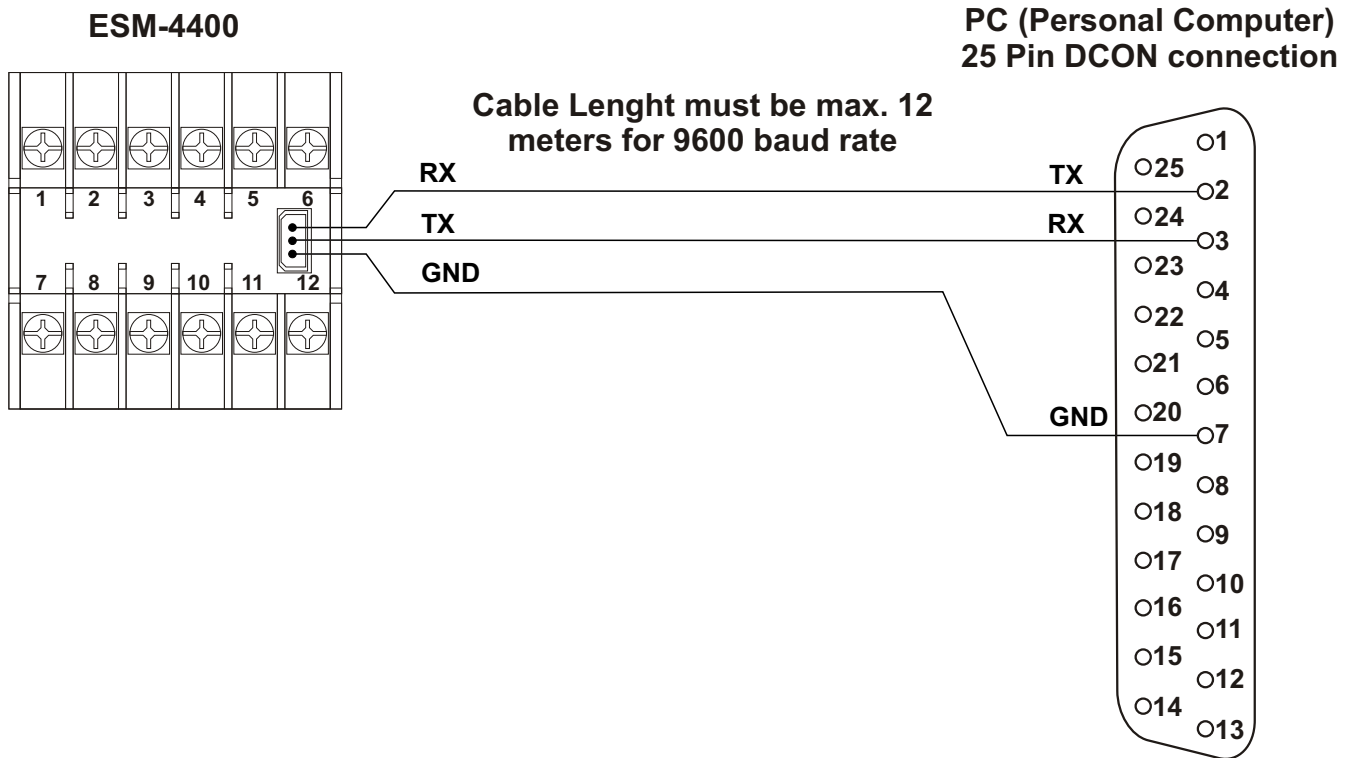 ESM-4400
PC (Personal Computer)
25 Pin DCON connection
Cable Lenght must be max. 12
meters for 9600 baud rate
1 2 3 4 5 6
7 8 9 10 11 12
RX
TX
GND
TX
RX
GND
1
25
2
24
3
23
4
22
5
21
6
20
7
19
8
18
9
17
10
16
11
15
12
14
13